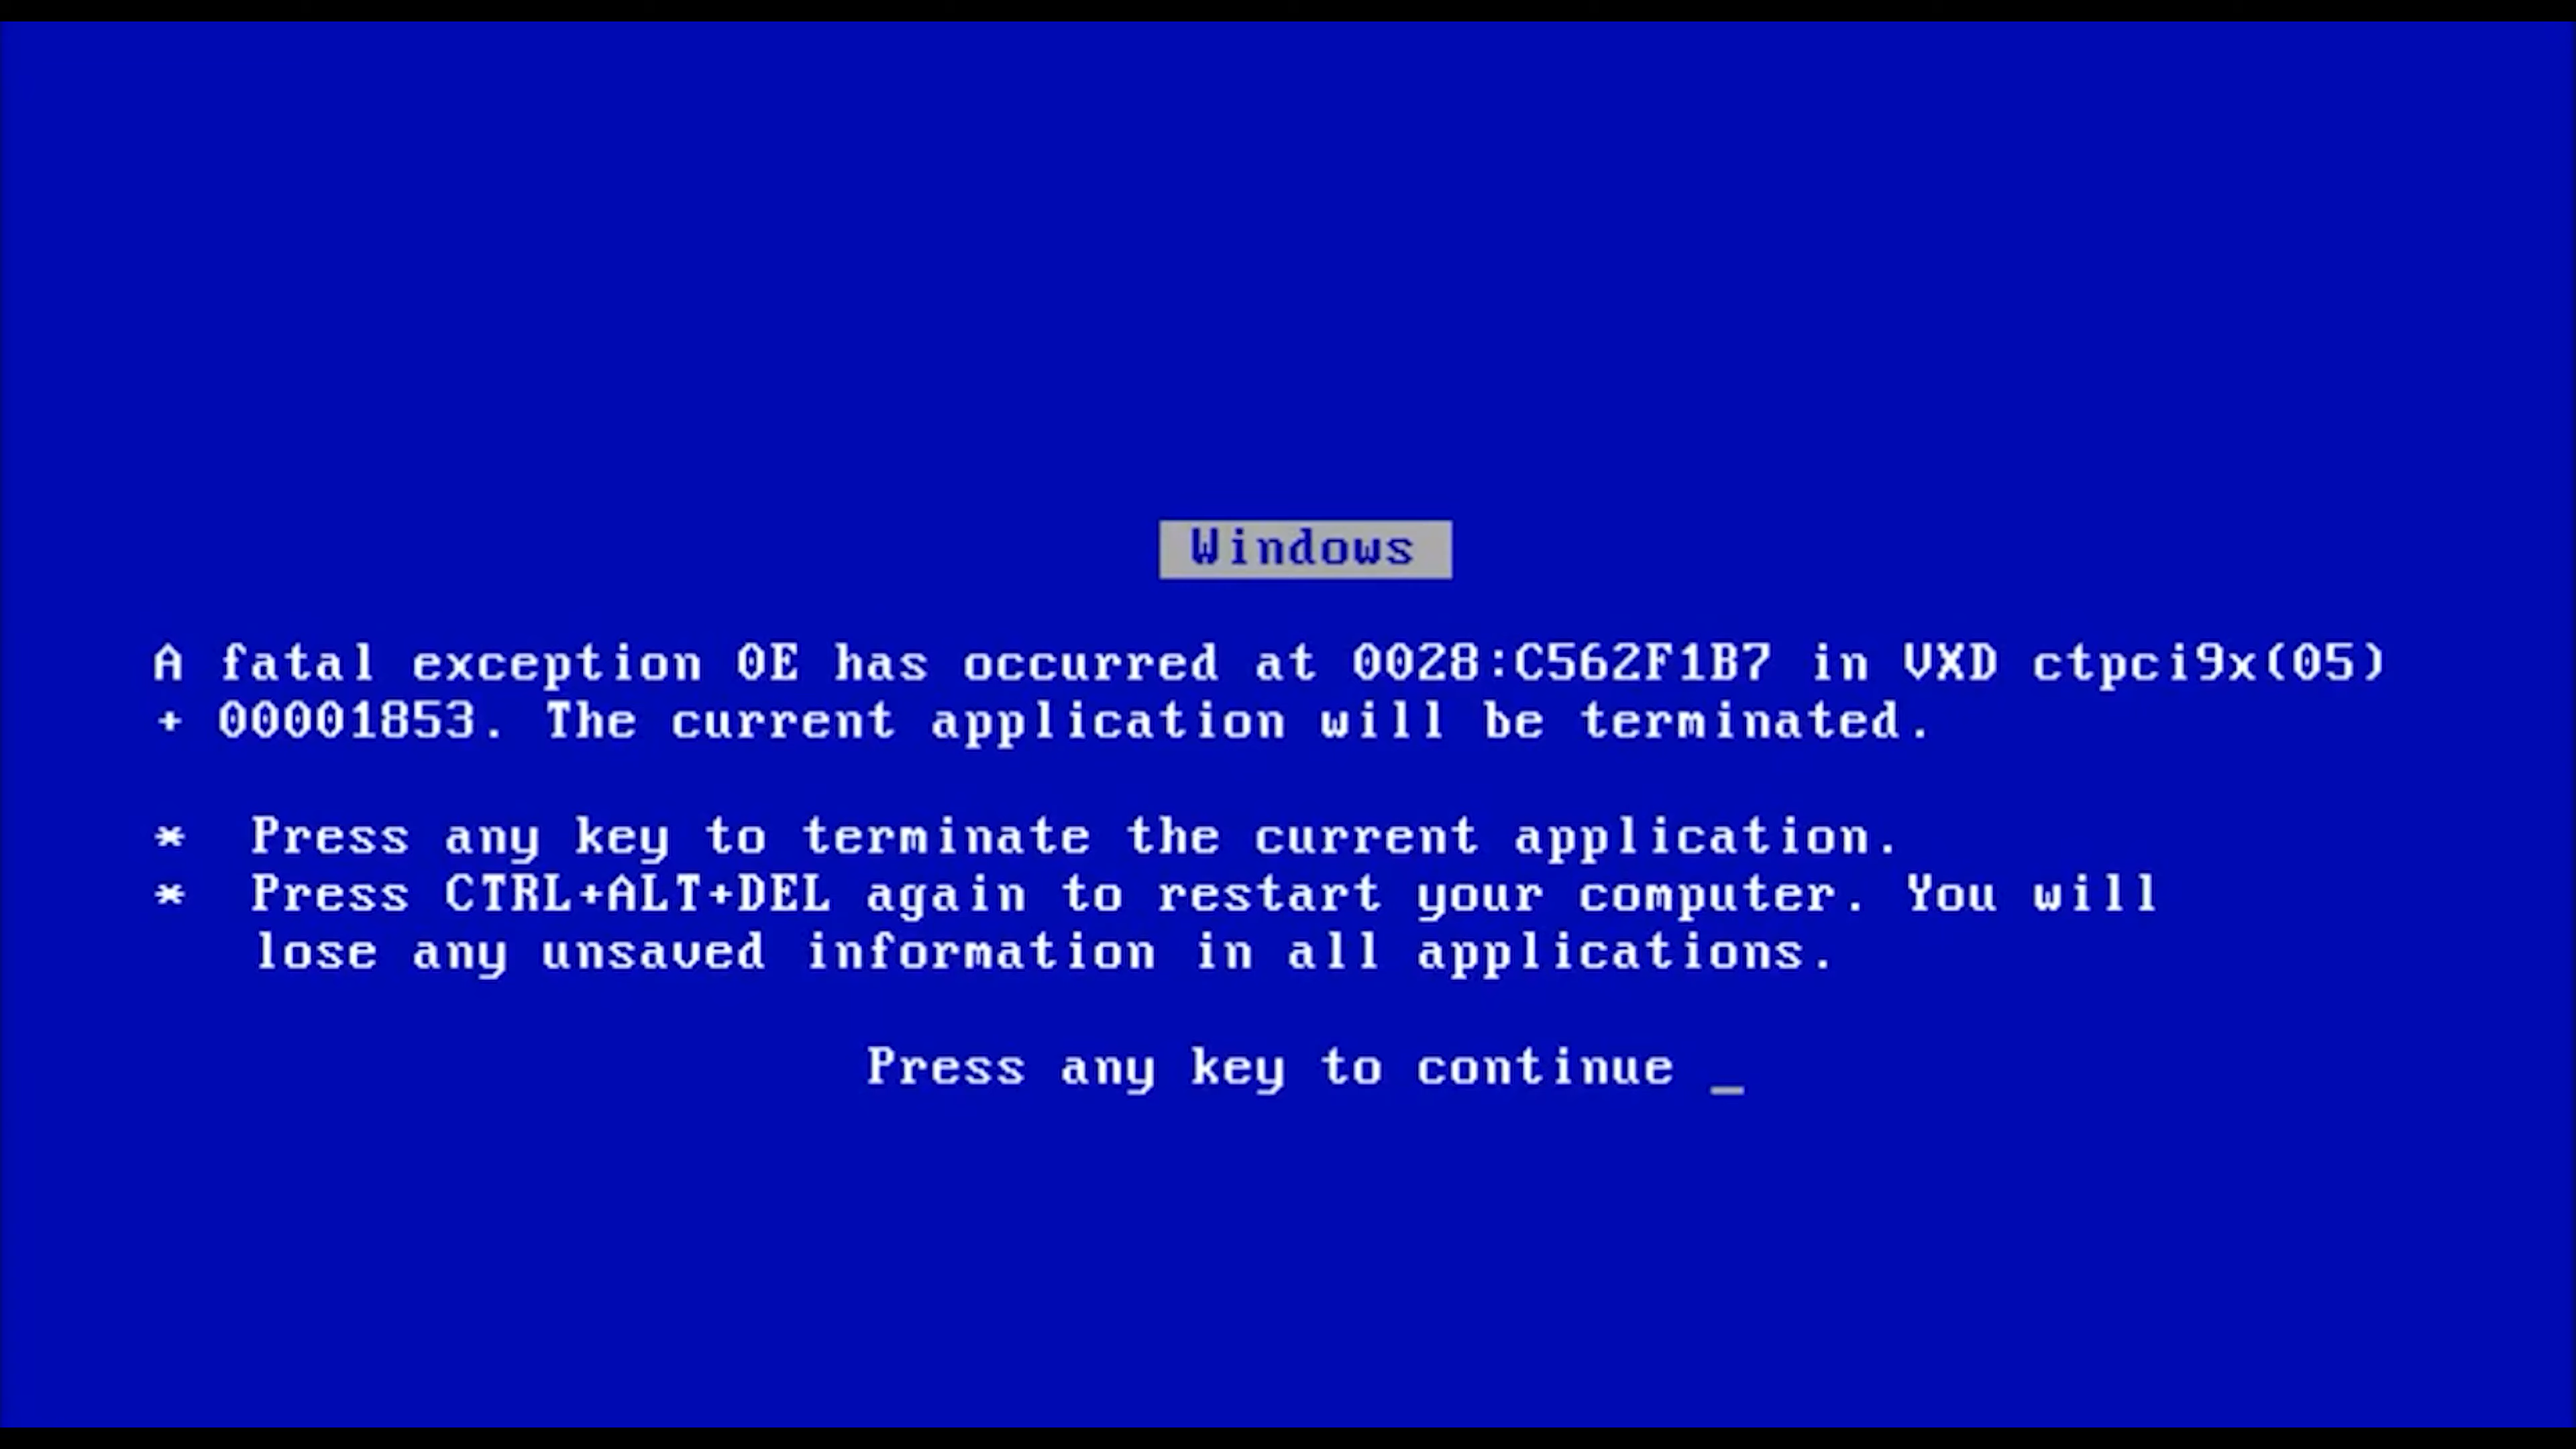 Windows
A fatal exception 0E has occurred at 0028:C562F1B7 in VXD ctpci9x(05)
+ 00001853. The current application will be terminated.
* Press any key to terminate the current application.
* Press CTRL+ALT+DEL again to restart your computer. You will
lose any unsaved information in all applications.
Press any key to continue _